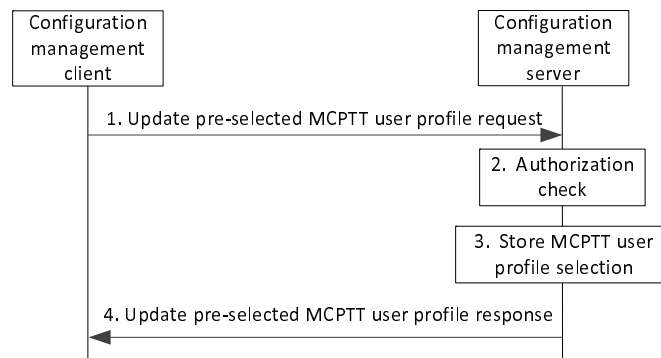 Configuration
management
client
Configuration
management
server
1. Update pre-selected MCPTT user profile request
2. Authorization
check
3. Store MCPTT user
profile selection
4. Update pre-selected MCPTT user profile response